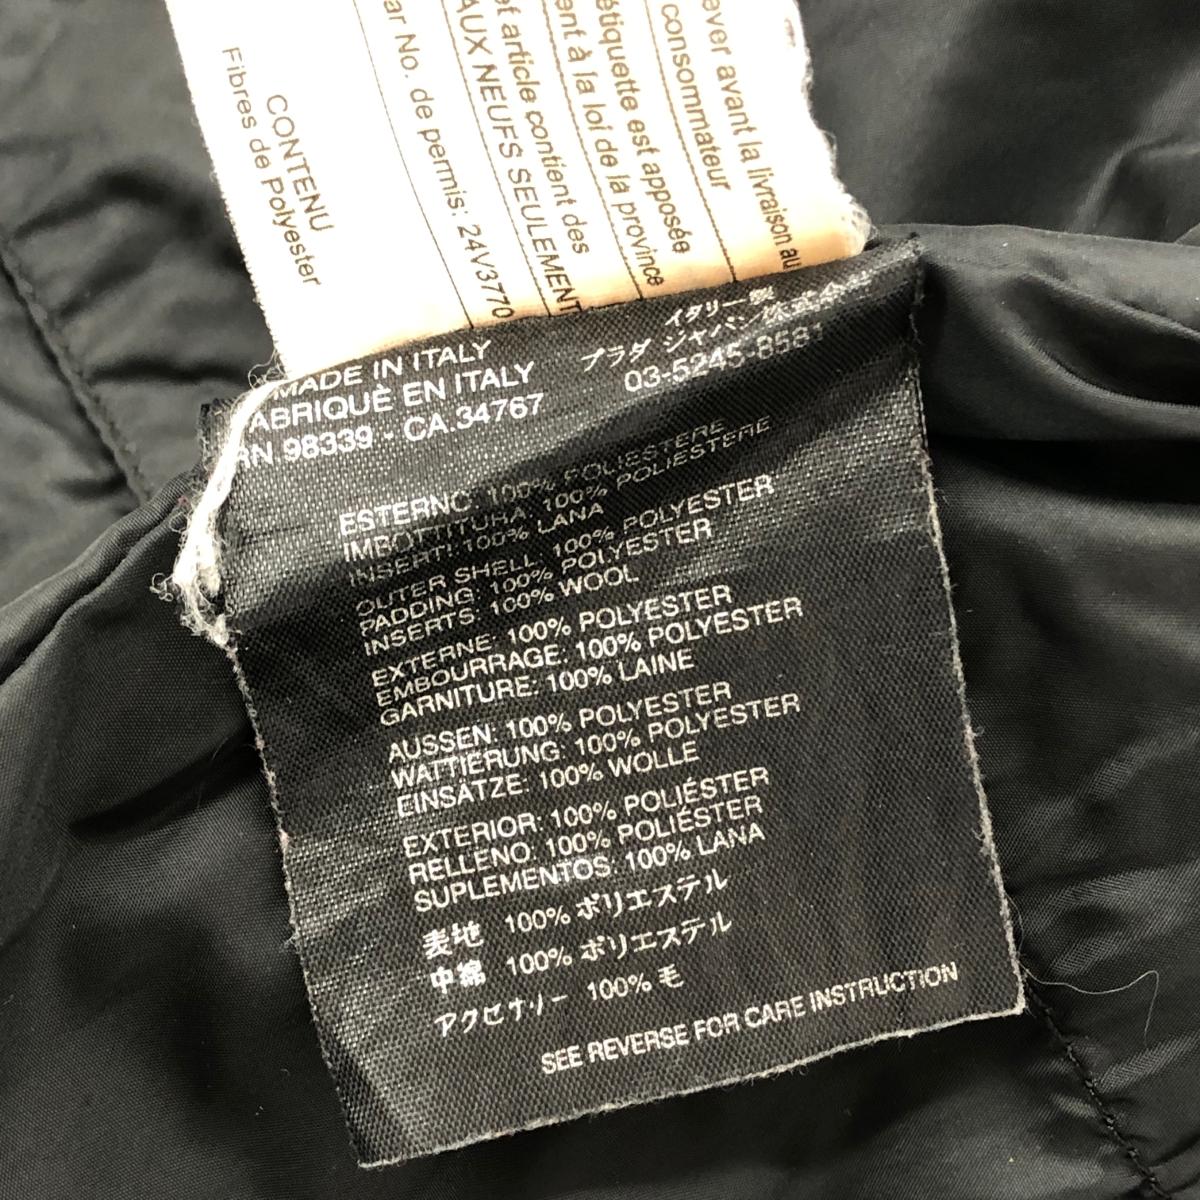 CONTENU
Fibres de Polyester
ar No. de permis: 24V3770
AUX NEUFS SEULEMENT
et article contient des
ent à la loi de la province
étiquette est apposée
consommateur
ever avant la livraison au
MADE IN ITALY
FABRIQUÈ EN ITALY
RN 98339 - CA.34767
イタリー製
プラダ ジャパン株式会社
03-5245-8581
ESTERNO: 100% POLIESTERE
IMBOTTITURA: 100% POLIESTERE
INSERTI: 100% LANA
OUTER SHELL: 100% POLYESTER
PADDING: 100% POLYESTER
INSERTS: 100% WOOL
EXTERNE: 100% POLYESTER
EMBOURRAGE: 100% POLYESTER
GARNITURE: 100% LAINE
AUSSEN: 100% POLYESTER
WATTIERUNG: 100% POLYESTER
EINSÄTZE: 100% WOLLE
EXTERIOR: 100% POLIÉSTER
RELLENO: 100% POLIÉSTER
SUPLEMENTOS: 100% LANA
表地 100% ポリエステル
中綿 100% ポリエステル
アクセサリー 100% 毛
SEE REVERSE FOR CARE INSTRUCTION